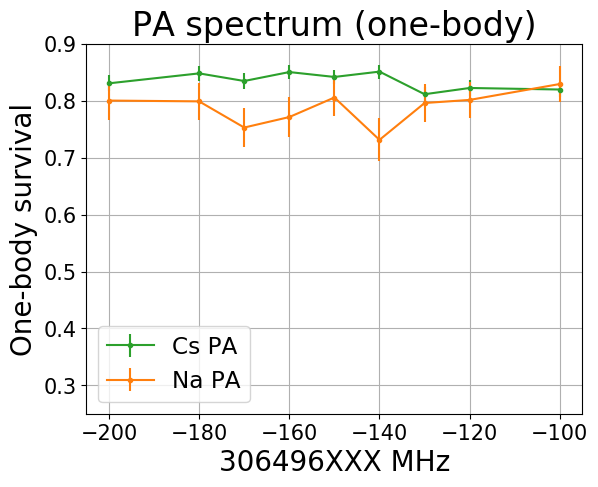 PA spectrum (one-body)
One-body survival
0.9
0.8
0.7
0.6
0.5
0.4
0.3
Cs PA
Na PA
−200 −180 −160 −140 −120 −100
306496XXX MHz